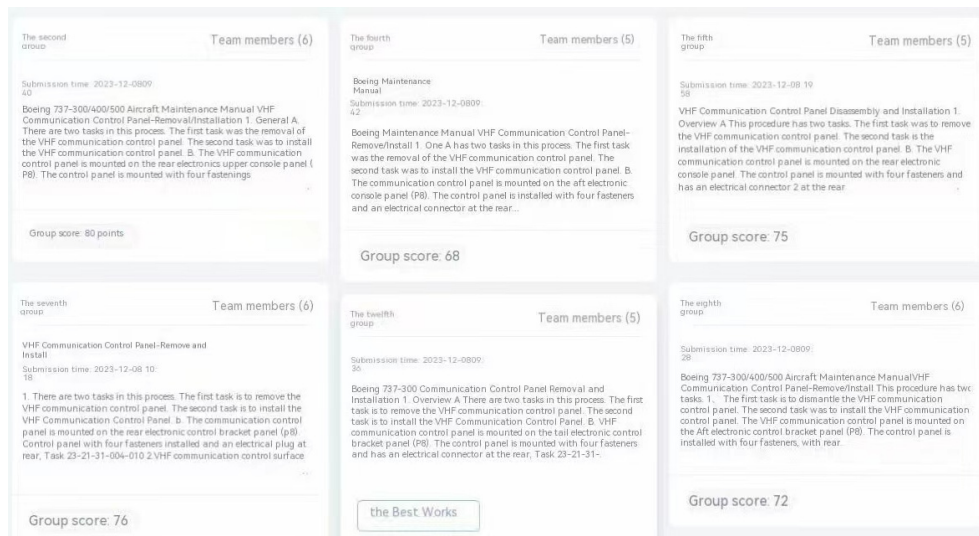 The second
group
Team members (6)
Submission time: 2023-12-0809
40
Boeing 737-300/400/500 Aircraft Maintenance Manual VHF
Communication Control Panel-Removal/Installation 1. General A.
There are two tasks in this process. The first was the removal of
the VHF communication control panel. The second task was to install
the VHF communication control panel. B. The VHF communication
control panel is mounted on the rear electronics upper console panel (
P8). The control panel is mounted with four fastenings
Group score: 80 points
The fourth
group
Team members (5)
Boeing Maintenance
Manual
Submission time: 2023-12-0809:
42
Boeing Maintenance Manual VHF Communication Control Panel-
Remove/Install 1. One A has two tasks in this process. The first task
was the removal of the VHF communication control panel. The
second task was to install the VHF communication control panel. B.
The communication control panel is mounted on the aft electronic
console panel (P8). The control panel is installed with four fasteners
and an electrical connector at the rear...
Group score: 68
The fifth
group
Team members (5)
Submission time: 2023-12-08 19
58
VHF Communication Control Panel Disassembly and Installation 1.
Overview A This procedure has two tasks. The first task was to remove
the VHF communication control panel. The second task is the
installation of the VHF communication control panel. B. The VHF
communication control panel is mounted on the rear electronic
console panel. The control panel is mounted with four fasteners and
has an electrical connector 2 at the rear
Group score: 75
The seventh
group
Team members (6)
VHF Communication Control Panel-Remove and
Install
Submission time: 2023-12-08 10:
18
1. There are two tasks in this process. The first task is to remove the
VHF communication control panel. The second task is to install the
VHF Communication Control Panel. b. The communication control
panel is mounted on the rear electronic control bracket panel (p8).
Control panel with four fasteners installed and an electrical plug at
rear, Task 23-21-31-004-010 2 VHF communication control surface
..
Group score: 76
The twelfth
group
Team members (5)
Submission time: 2023-12-0809:
36
Boeing 737-300 Communication Control Panel Removal and
Installation 1. Overview A There are two tasks in this process. The first
task is to remove the VHF communication control panel. The second
task is to install the VHF Communication Control Panel. B. VHF
communication control panel is mounted on the tail electronic control
bracket panel (P8). The control panel is mounted with four fasteners
and has an electrical connector at the rear, Task 23-21-31-.
the Best Works
The eighth
group
Team members (6)
Submission time: 2023-12-0809:
28
Boeing 737-300/400/500 Aircraft Maintenance ManualVHF
Communication Control Panel-Remove/Install This procedure has two
tasks. 1、 The first task is to dismantle the VHF communication
control panel. The second task was to install the VHF communication
control panel. The VHF communication control panel is mounted on
the Aft electronic control bracket panel (P8). The control panel is
installed with four fasteners, with rear.
Group score: 72